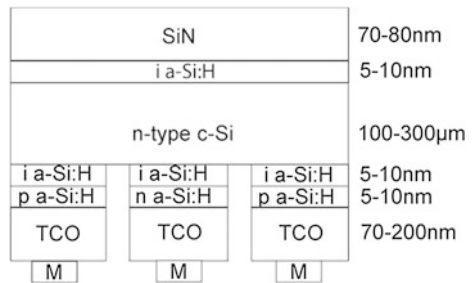 SiN 70-80nm
i a-Si:H 5-10nm
n-type c-Si 100-300μm
i a-Si:H i a-Si:H i a-Si:H 5-10nm
p a-Si:H n a-Si:H p a-Si:H 5-10nm
TCO TCO TCO 70-200nm
M M M